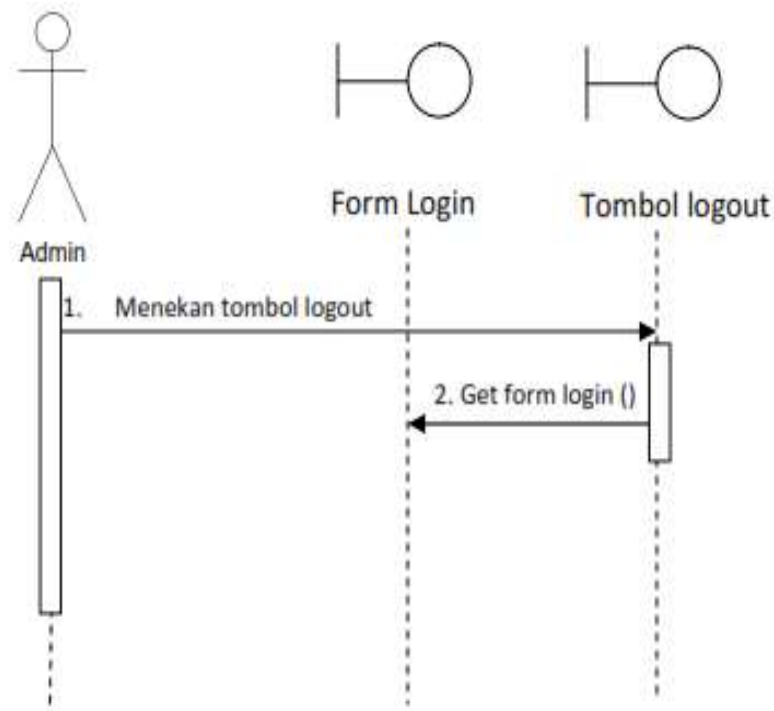 Form Login
Tombol logout
Admin
1. Menekan tombol logout
2. Get form login ()